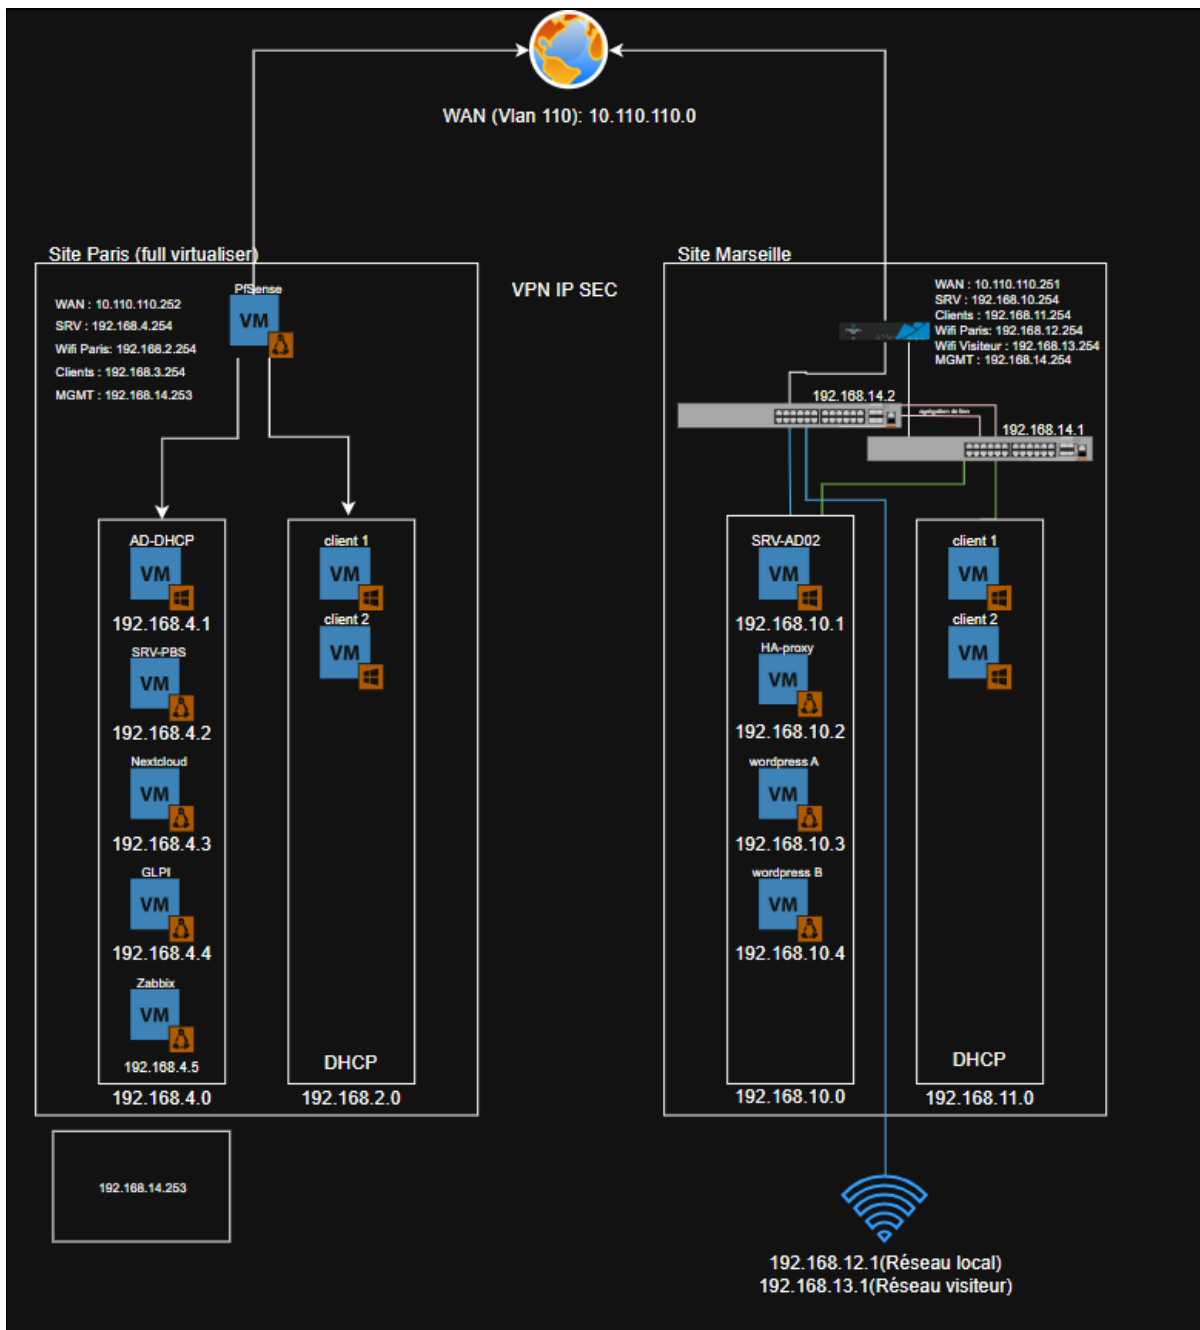 WAN (Vlan 110): 10.110.110.0
Site Paris (full virtualiser)
PfSense
VM
WAN : 10.110.110.252
SRV : 192.168.4.254
Wifi Paris: 192.168.2.254
Clients : 192.168.3.254
MGMT : 192.168.14.253
AD-DHCP
VM
192.168.4.1
SRV-PBS
VM
192.168.4.2
Nextcloud
VM
192.168.4.3
GLPI
VM
192.168.4.4
Zabbix
VM
192.168.4.5
192.168.4.0
client 1
VM
client 2
VM
DHCP
192.168.2.0
192.168.14.253
VPN IP SEC
Site Marseille
WAN : 10.110.110.251
SRV : 192.168.10.254
Clients : 192.168.11.254
Wifi Paris: 192.168.12.254
Wifi Visiteur : 192.168.13.254
MGMT : 192.168.14.254
192.168.14.2
agrégation de lien
192.168.14.1
SRV-AD02
VM
192.168.10.1
HA-proxy
VM
192.168.10.2
wordpress A
VM
192.168.10.3
wordpress B
VM
192.168.10.4
192.168.10.0
client 1
VM
client 2
VM
DHCP
192.168.11.0
192.168.12.1(Réseau local)
192.168.13.1(Réseau visiteur)